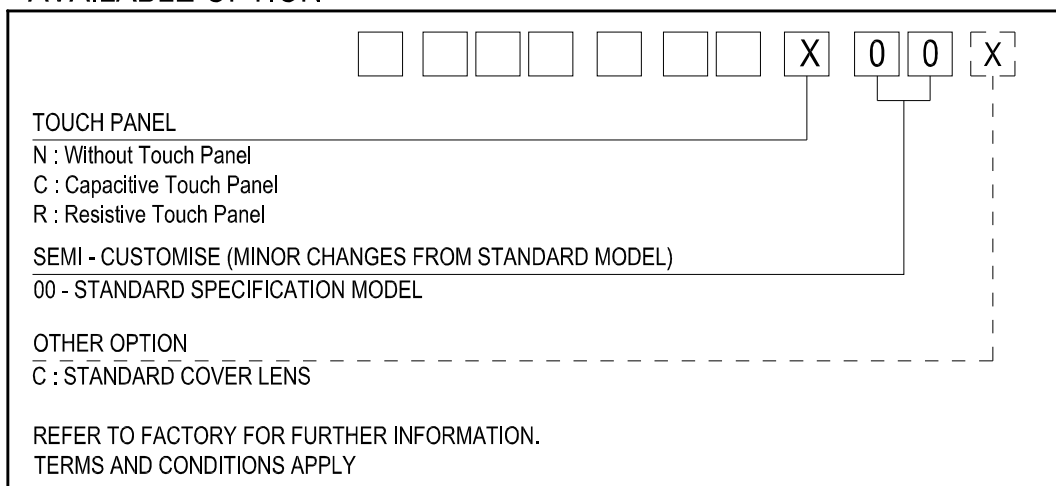 AVAILABLE OPTION
X 0 0 X
TOUCH PANEL
N : Without Touch Panel
C : Capacitive Touch Panel
R : Resistive Touch Panel
SEMI - CUSTOMISE (MINOR CHANGES FROM STANDARD MODEL)
00 - STANDARD SPECIFICATION MODEL
OTHER OPTION
C : STANDARD COVER LENS
REFER TO FACTORY FOR FURTHER INFORMATION.
TERMS AND CONDITIONS APPLY